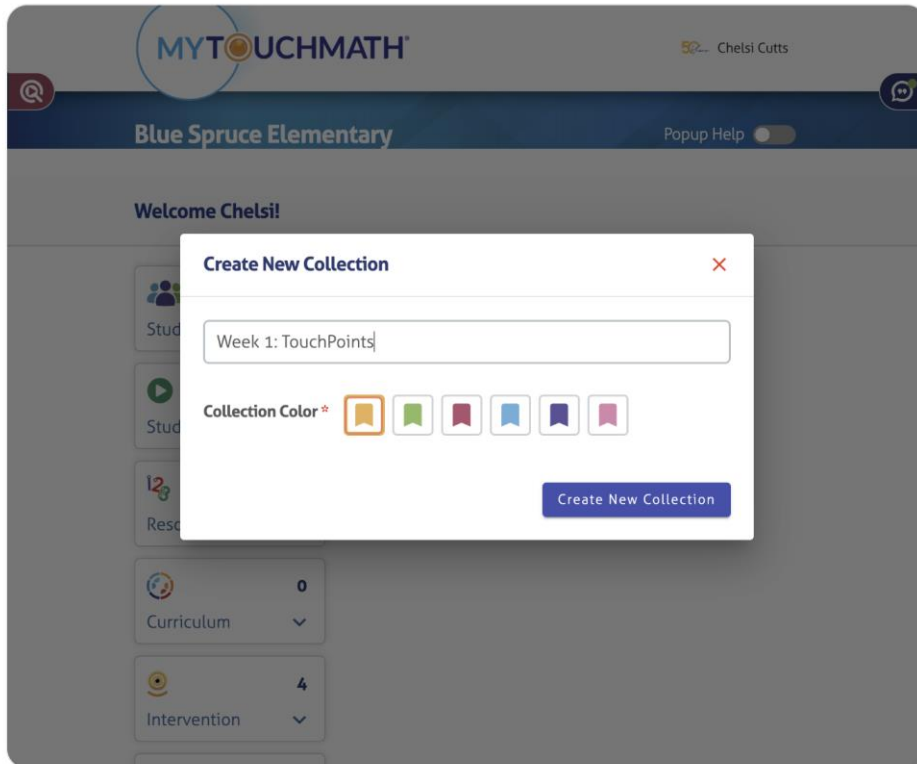 MYTOUCHMATH®
Chelsi Cutts
Blue Spruce Elementary
Popup Help
Welcome Chelsi!
Create New Collection
Stud
Week 1: TouchPoints
Collection Color *
Stud
Create New Collection
123
Reso
0
Curriculum
4
Intervention